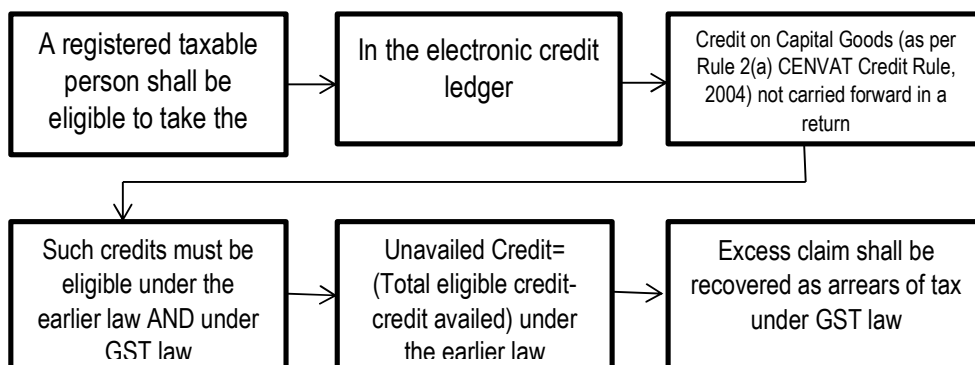 A registered taxable
person shall be
eligible to take the
In the electronic credit
ledger
Credit on Capital Goods (as per
Rule 2(a) CENVAT Credit Rule,
2004) not carried forward in a
return
Such credits must be
eligible under the
earlier law AND under
GST law
Unavailed Credit=
(Total eligible credit-
credit availed) under
the earlier law
Excess claim shall be
recovered as arrears of tax
under GST law